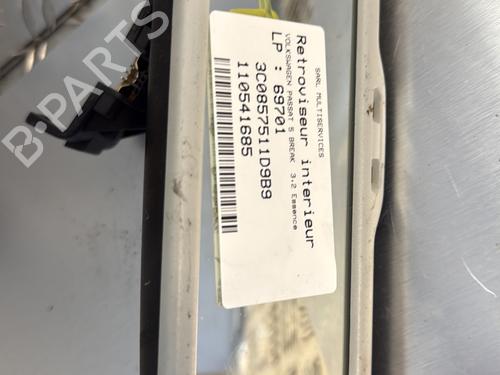 SARL MULTISERVICES
Retroviseur interieur
VOLKSWAGEN PASSAT 5 BREAK 3.2 Essence
LP : 69701
3C0857511D9B9
110541685
B-PARTS